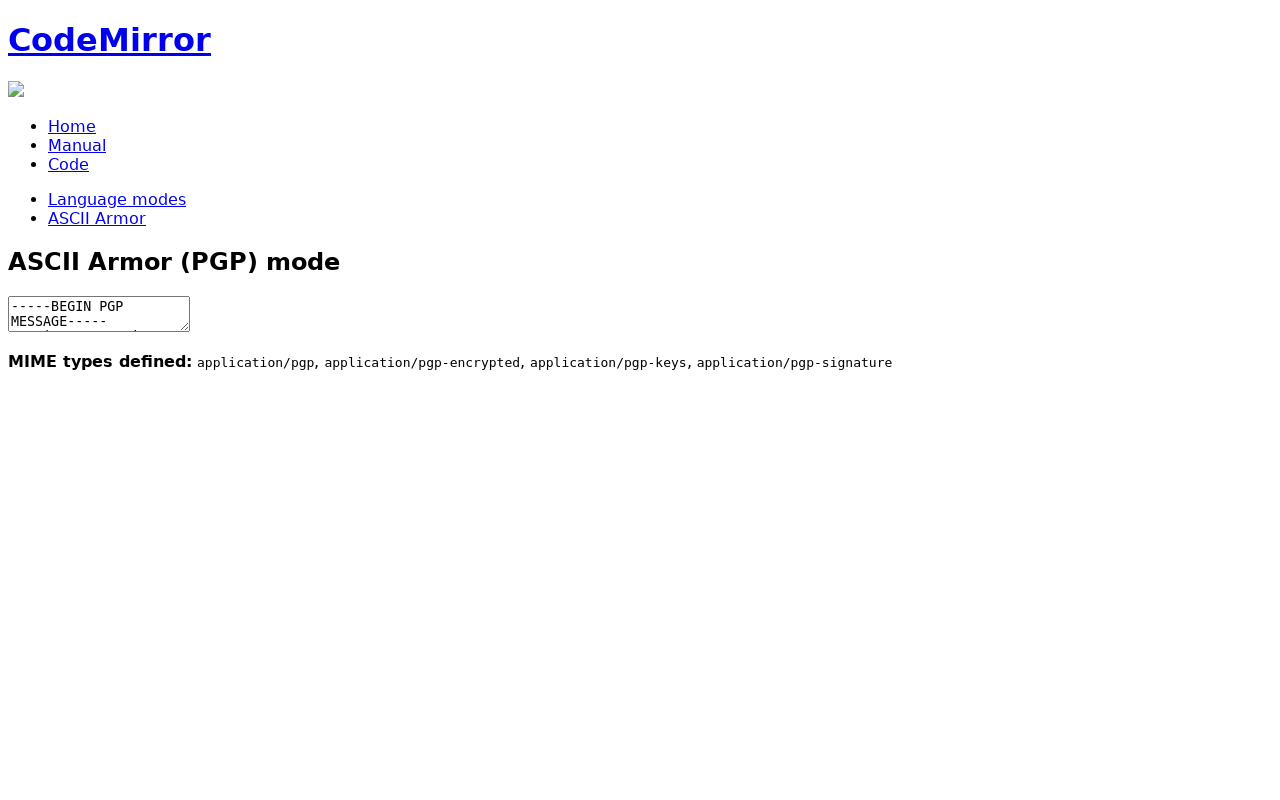 CodeMirror
Home
Manual
Code
Language modes
ASCII Armor
ASCII Armor (PGP) mode
-----BEGIN PGP
MESSAGE-----
MIME types defined: application/pgp, application/pgp-encrypted, application/pgp-keys, application/pgp-signature